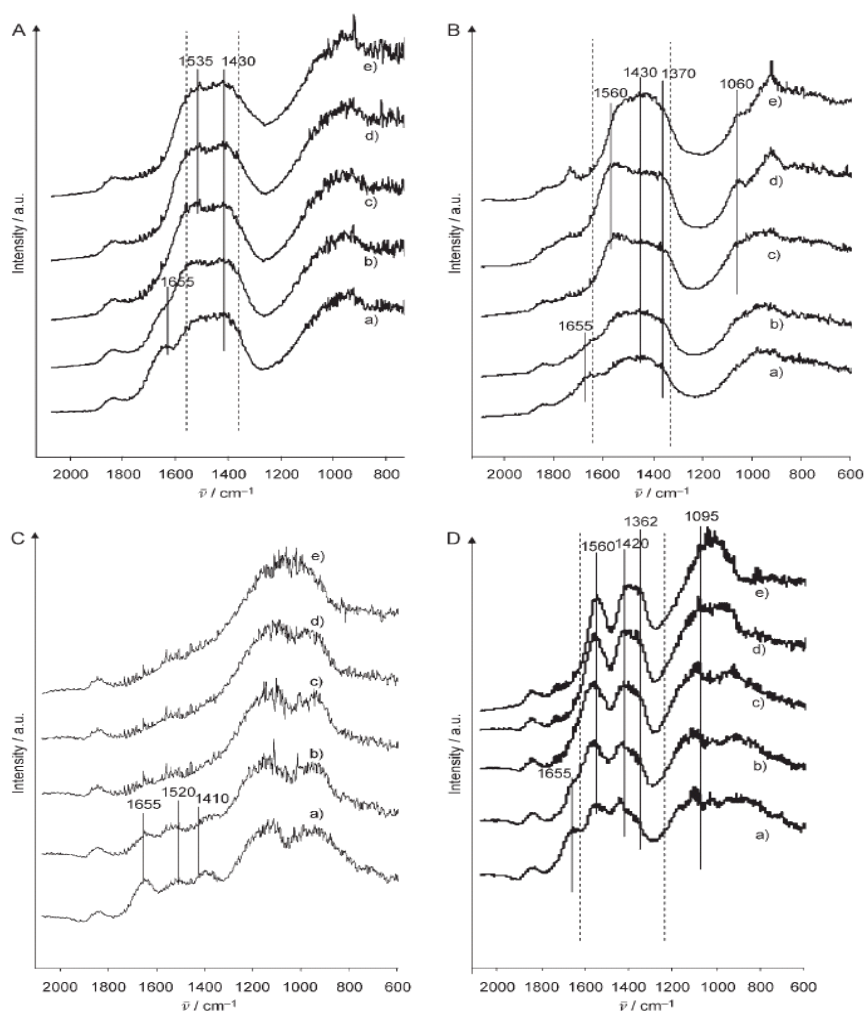 A
1535 1430
e)
d)
c)
1655
b)
a)
Intensity / a.u.
2000 1800 1600 1400 1200 1000 800
ν̄ / cm⁻¹
B
1560 1430 1370 1060
e)
d)
c)
1655
b)
a)
Intensity / a.u.
2000 1800 1600 1400 1200 1000 800 600
ν̄ / cm⁻¹
C
e)
d)
c)
b)
1655 1520 1410
a)
Intensity / a.u.
2000 1800 1600 1400 1200 1000 800 600
ν̄ / cm⁻¹
D
1362 1095
1560 1420
e)
d)
c)
1655
b)
a)
Intensity / a.u.
2000 1800 1600 1400 1200 1000 800 600
ν̄ / cm⁻¹